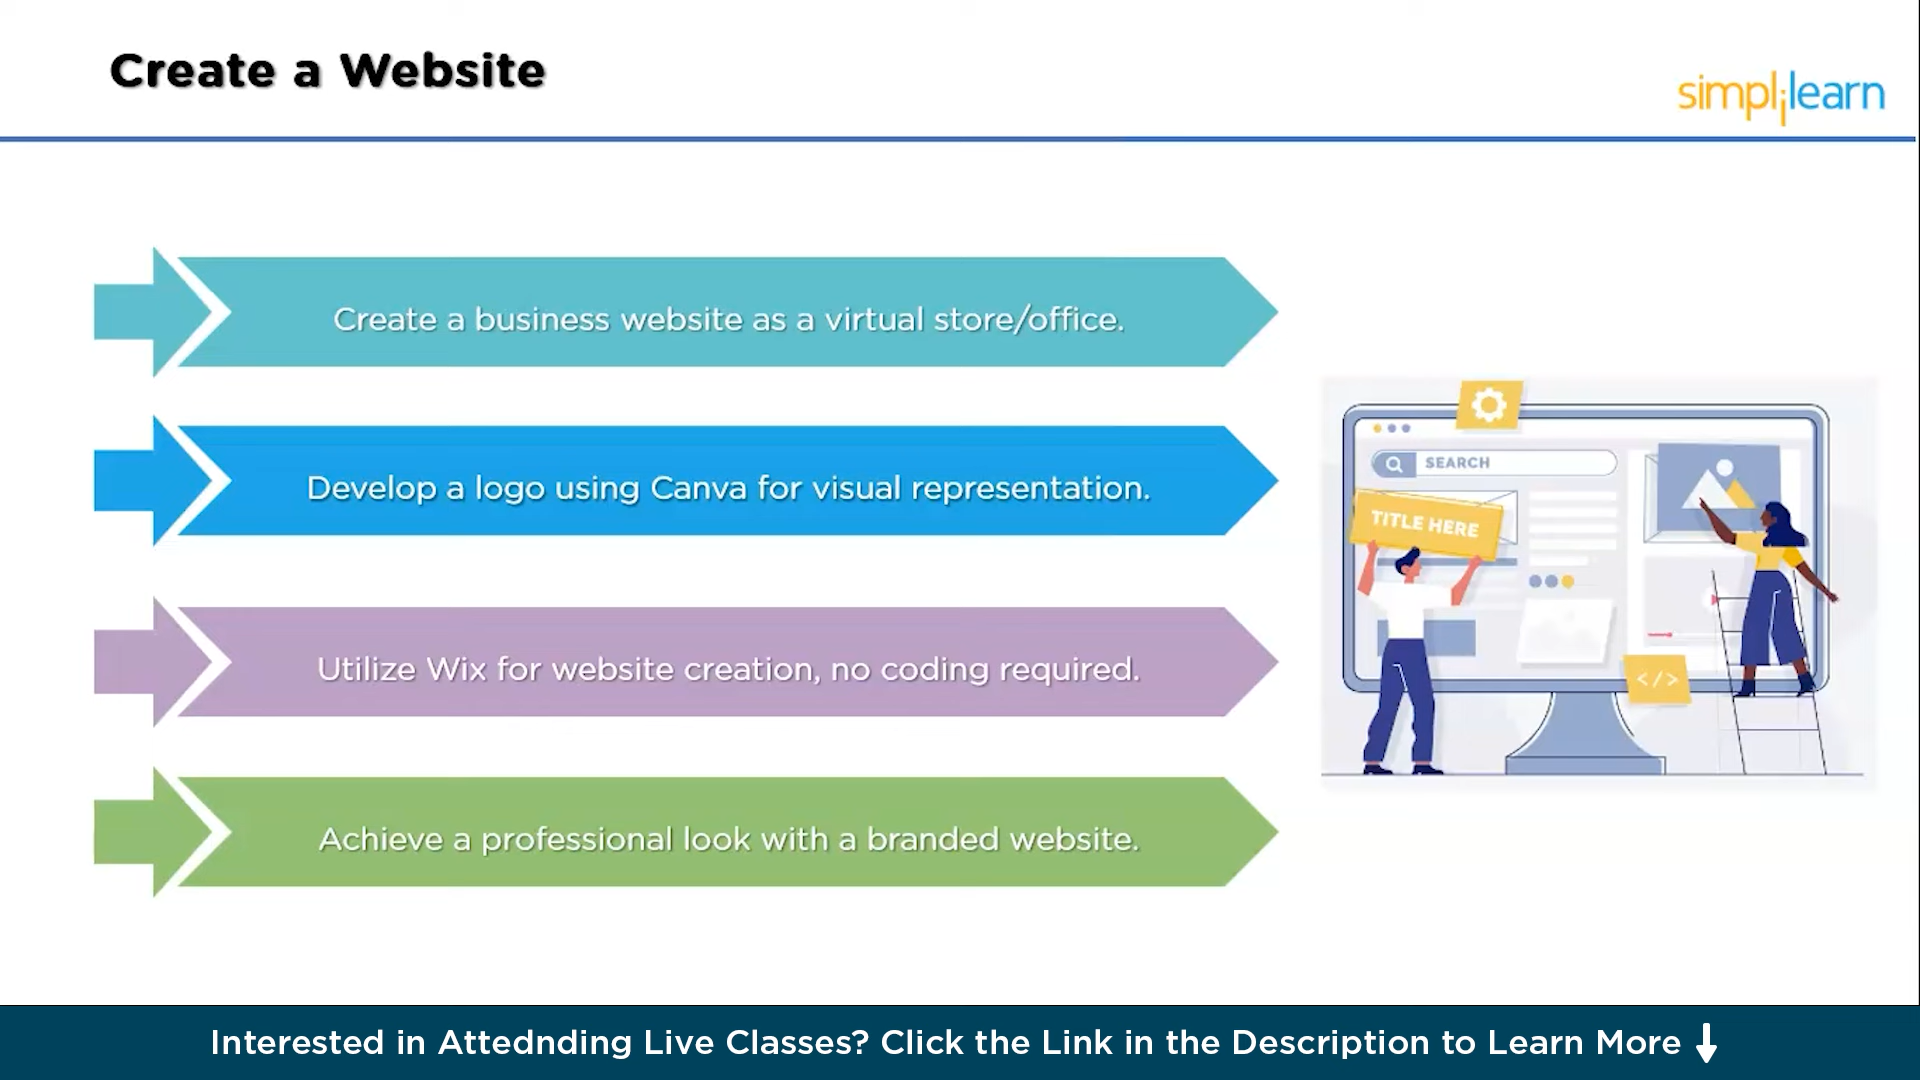 Create a Website
simplilearn
Create a business website as a virtual store/office.
Develop a logo using Canva for visual representation.
Utilize Wix for website creation, no coding required.
Achieve a professional look with a branded website.
SEARCH
TITLE HERE
</>
Interested in Attednding Live Classes? Click the Link in the Description to Learn More